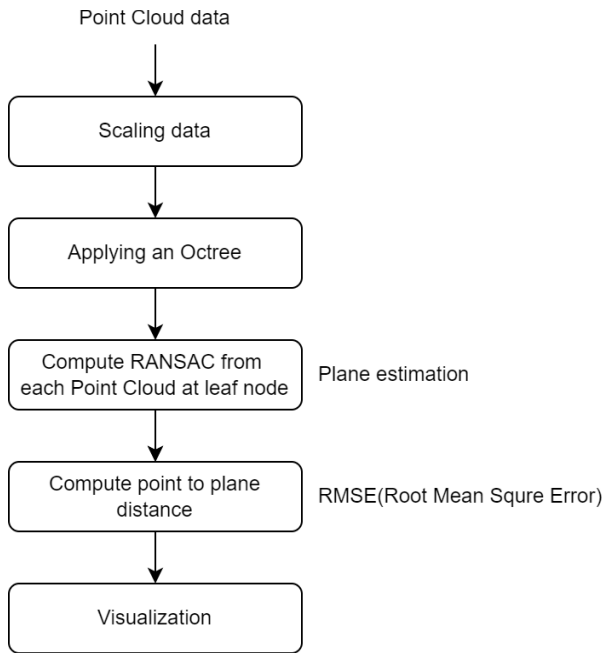 Point Cloud data
Scaling data
Applying an Octree
Compute RANSAC from
each Point Cloud at leaf node
Plane estimation
Compute point to plane
distance
RMSE(Root Mean Squre Error)
Visualization